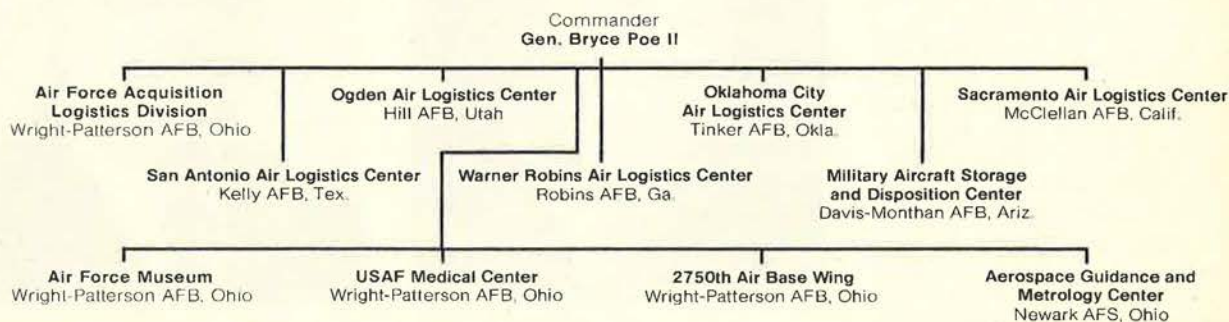 Commander
Gen. Bryce Poe II
Air Force Acquisition
Logistics Division
Wright-Patterson AFB, Ohio
Ogden Air Logistics Center
Hill AFB, Utah
Oklahoma City
Air Logistics Center
Tinker AFB, Okla.
Sacramento Air Logistics Center
McClellan AFB, Calif.
San Antonio Air Logistics Center
Kelly AFB, Tex.
Warner Robins Air Logistics Center
Robins AFB, Ga.
Military Aircraft Storage
and Disposition Center
Davis-Monthan AFB, Ariz.
Air Force Museum
Wright-Patterson AFB, Ohio
USAF Medical Center
Wright-Patterson AFB, Ohio
2750th Air Base Wing
Wright-Patterson AFB, Ohio
Aerospace Guidance and
Metrology Center
Newark AFS, Ohio